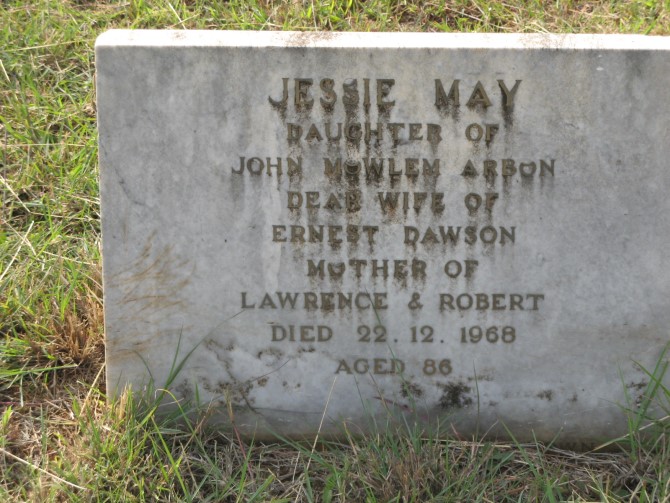 JESSIE MAY
DAUGHTER OF
JOHN MOWLEM ARBON
DEAR WIFE OF
ERNEST DAWSON
MOTHER OF
LAWRENCE & ROBERT
DIED 22.12.1968
AGED 86